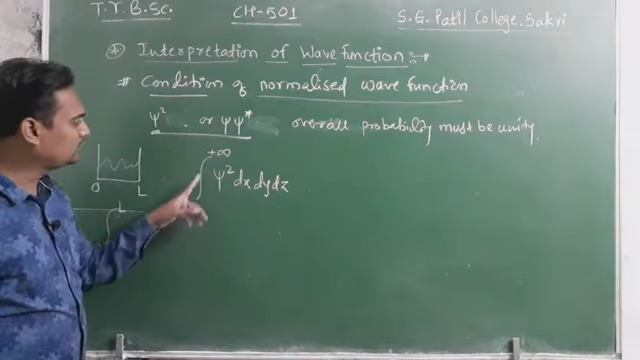 T.Y.B.Sc. CH-501 S.G. Patil College, Sakri
* Interpretation of Wave function :→
# Condition of normalised wave function
ψ² . or ψψ* overall probability must be unity.
0 L
L
∫ +∞ ψ² dx dy dz